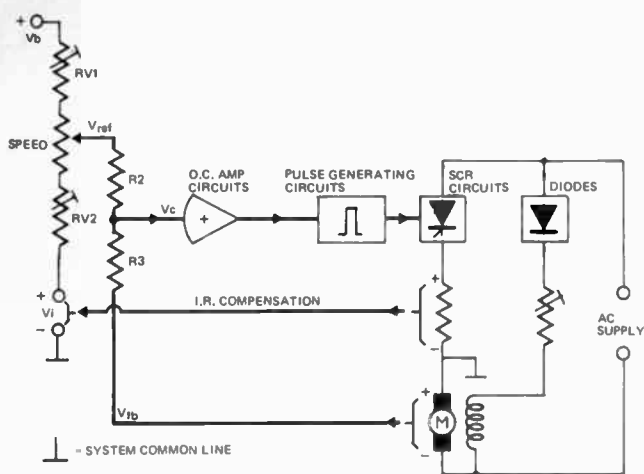 +
Vb
RV1
SPEED
Vref
R2
O.C. AMP
CIRCUITS
PULSE GENERATING
CIRCUITS
SCR
CIRCUITS
DIODES
RV2
Vc
+
R3
+
Vi
-
I.R. COMPENSATION
+
-
AC
SUPPLY
Vfb
+
M
-
= SYSTEM COMMON LINE